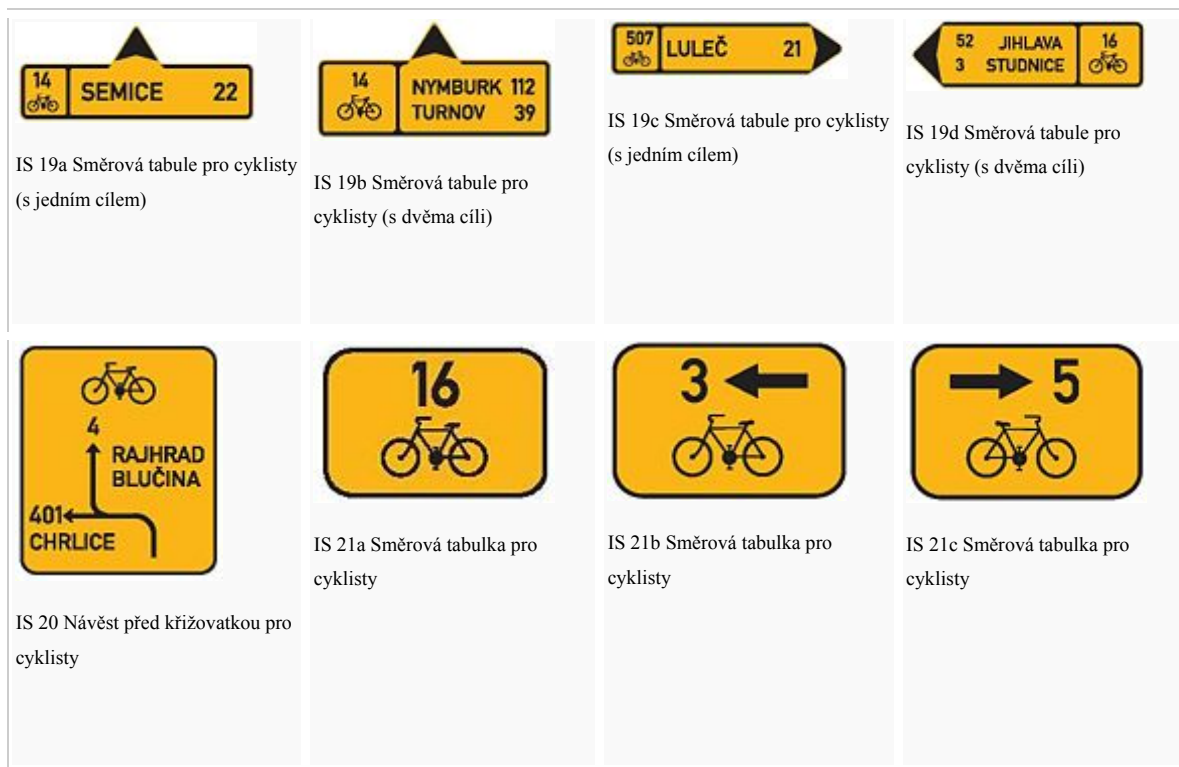 14
SEMICE 22
IS 19a Směrová tabule pro cyklisty
(s jedním cílem)
14
NYMBURK 112
TURNOV 39
IS 19b Směrová tabule pro
cyklisty (s dvěma cíli)
507
LULEČ 21
IS 19c Směrová tabule pro cyklisty
(s jedním cílem)
52 JIHLAVA
3 STUDNICE
16
IS 19d Směrová tabule pro
cyklisty (s dvěma cíli)
4
RAJHRAD
BLUČINA
401
CHRLICE
IS 20 Návěst před křižovatkou pro
cyklisty
16
IS 21a Směrová tabulka pro
cyklisty
3
IS 21b Směrová tabulka pro
cyklisty
5
IS 21c Směrová tabulka pro
cyklisty